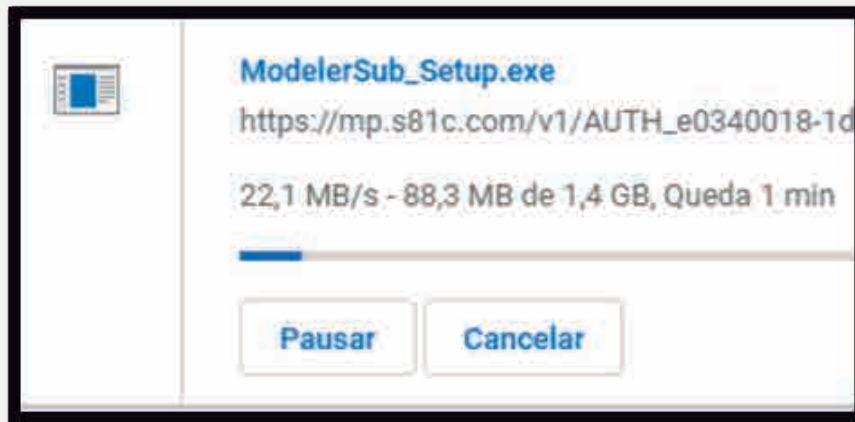 ModelerSub_Setup.exe
https://mp.s81c.com/v1/AUTH_e0340018-1d
22,1 MB/s - 88,3 MB de 1,4 GB, Queda 1 min
Pausar
Cancelar